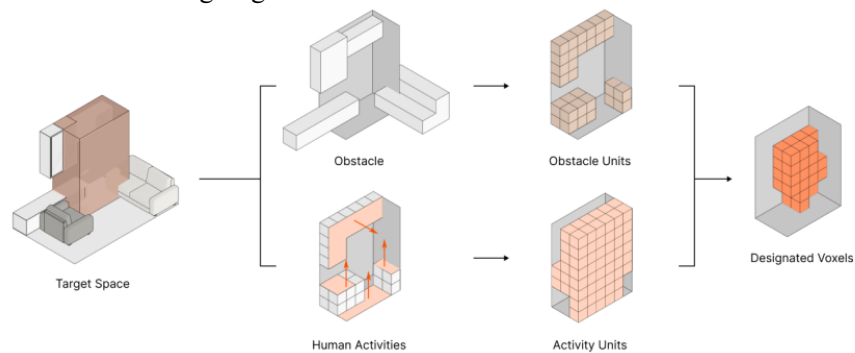 Obstacle
Obstacle Units
Target Space
Designated Voxels
Human Activities
Activity Units